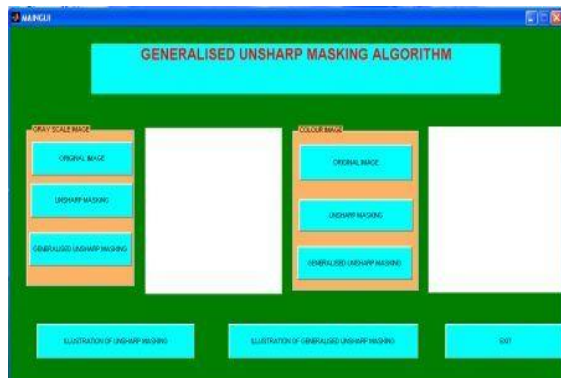 MAINGUI
GENERALISED UNSHARP MASKING ALGORITHM
GRAY SCALE IMAGE
ORIGINAL IMAGE
UNSHARP MASKING
GENERALISED UNSHARP MASKING
COLOUR IMAGE
ORIGINAL IMAGE
UNSHARP MASKING
GENERALISED UNSHARP MASKING
ILLUSTRATION OF UNSHARP MASKING
ILLUSTRATION OF GENERALISED UNSHARP MASKING
EXIT